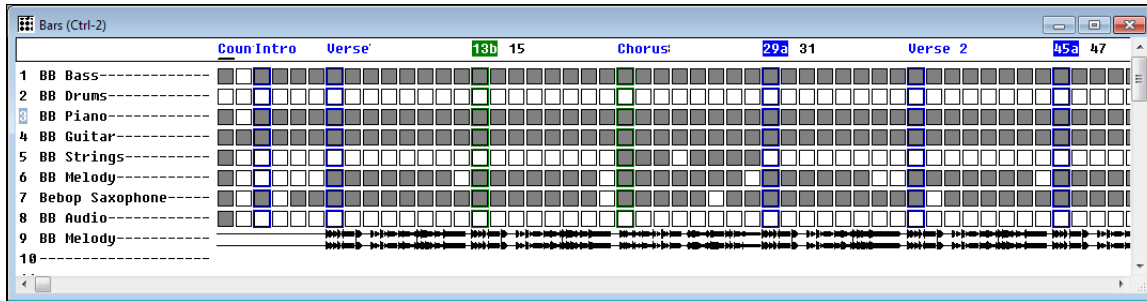 Bars (Ctrl-2)
Coun Intro Verse 13b 15 Chorus 29a 31 Verse 2 45a 47
1 BB Bass-------------
2 BB Drums------------
3 BB Piano------------
4 BB Guitar-----------
5 BB Strings----------
6 BB Melody-----------
7 Bebop Saxophone-----
8 BB Audio------------
9 BB Melody-----------
10--------------------